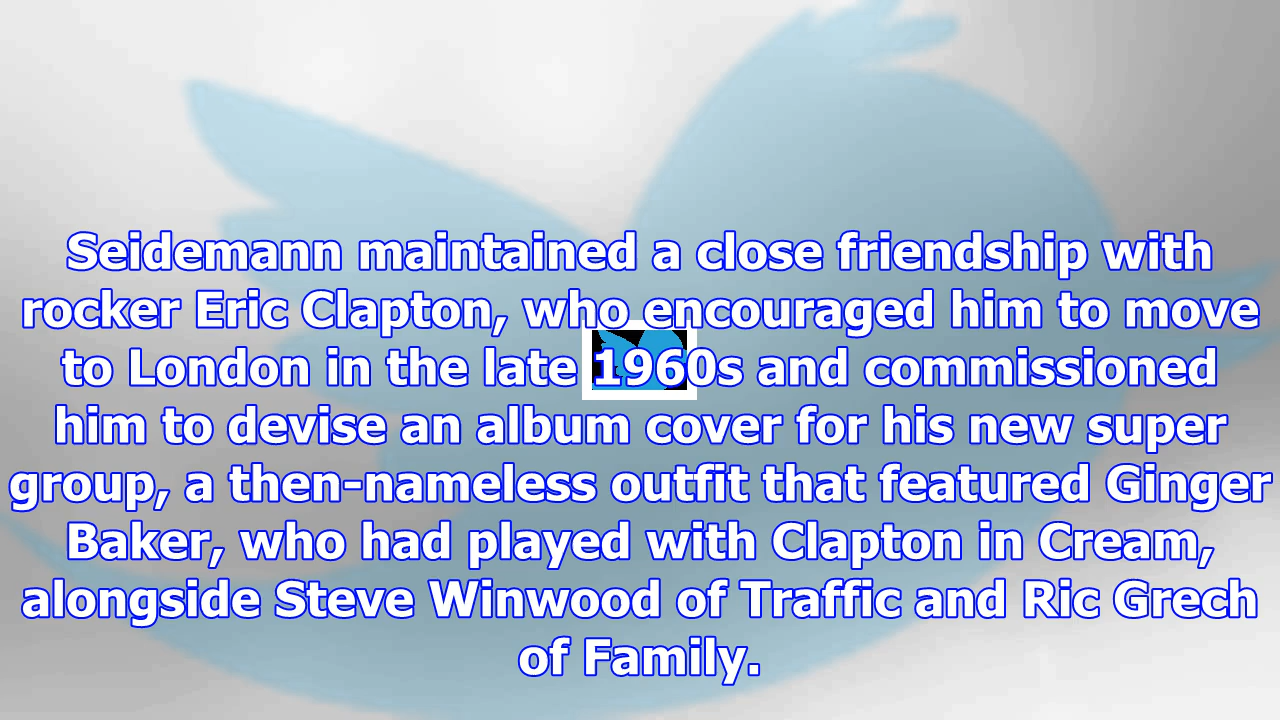 Seidemann maintained a close friendship with
rocker Eric Clapton, who encouraged him to move
to London in the late 1960s and commissioned
him to devise an album cover for his new super
group, a then-nameless outfit that featured Ginger
Baker, who had played with Clapton in Cream,
alongside Steve Winwood of Traffic and Ric Grech
of Family.